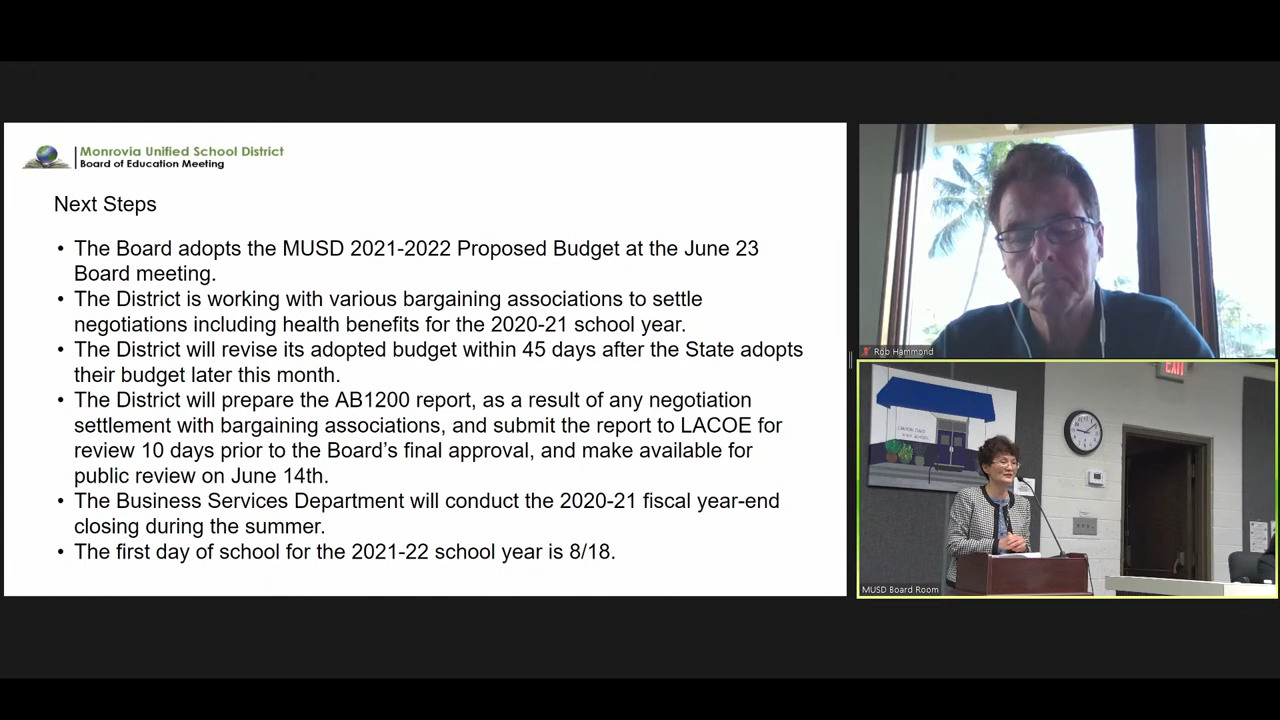 Monrovia Unified School District
Board of Education Meeting
Next Steps
• The Board adopts the MUSD 2021-2022 Proposed Budget at the June 23
Board meeting.
• The District is working with various bargaining associations to settle
negotiations including health benefits for the 2020-21 school year.
• The District will revise its adopted budget within 45 days after the State adopts
their budget later this month.
• The District will prepare the AB1200 report, as a result of any negotiation
settlement with bargaining associations, and submit the report to LACOE for
review 10 days prior to the Board's final approval, and make available for
public review on June 14th.
• The Business Services Department will conduct the 2020-21 fiscal year-end
closing during the summer.
• The first day of school for the 2021-22 school year is 8/18.
Rob Hammond
EXIT
MUSD Board Room